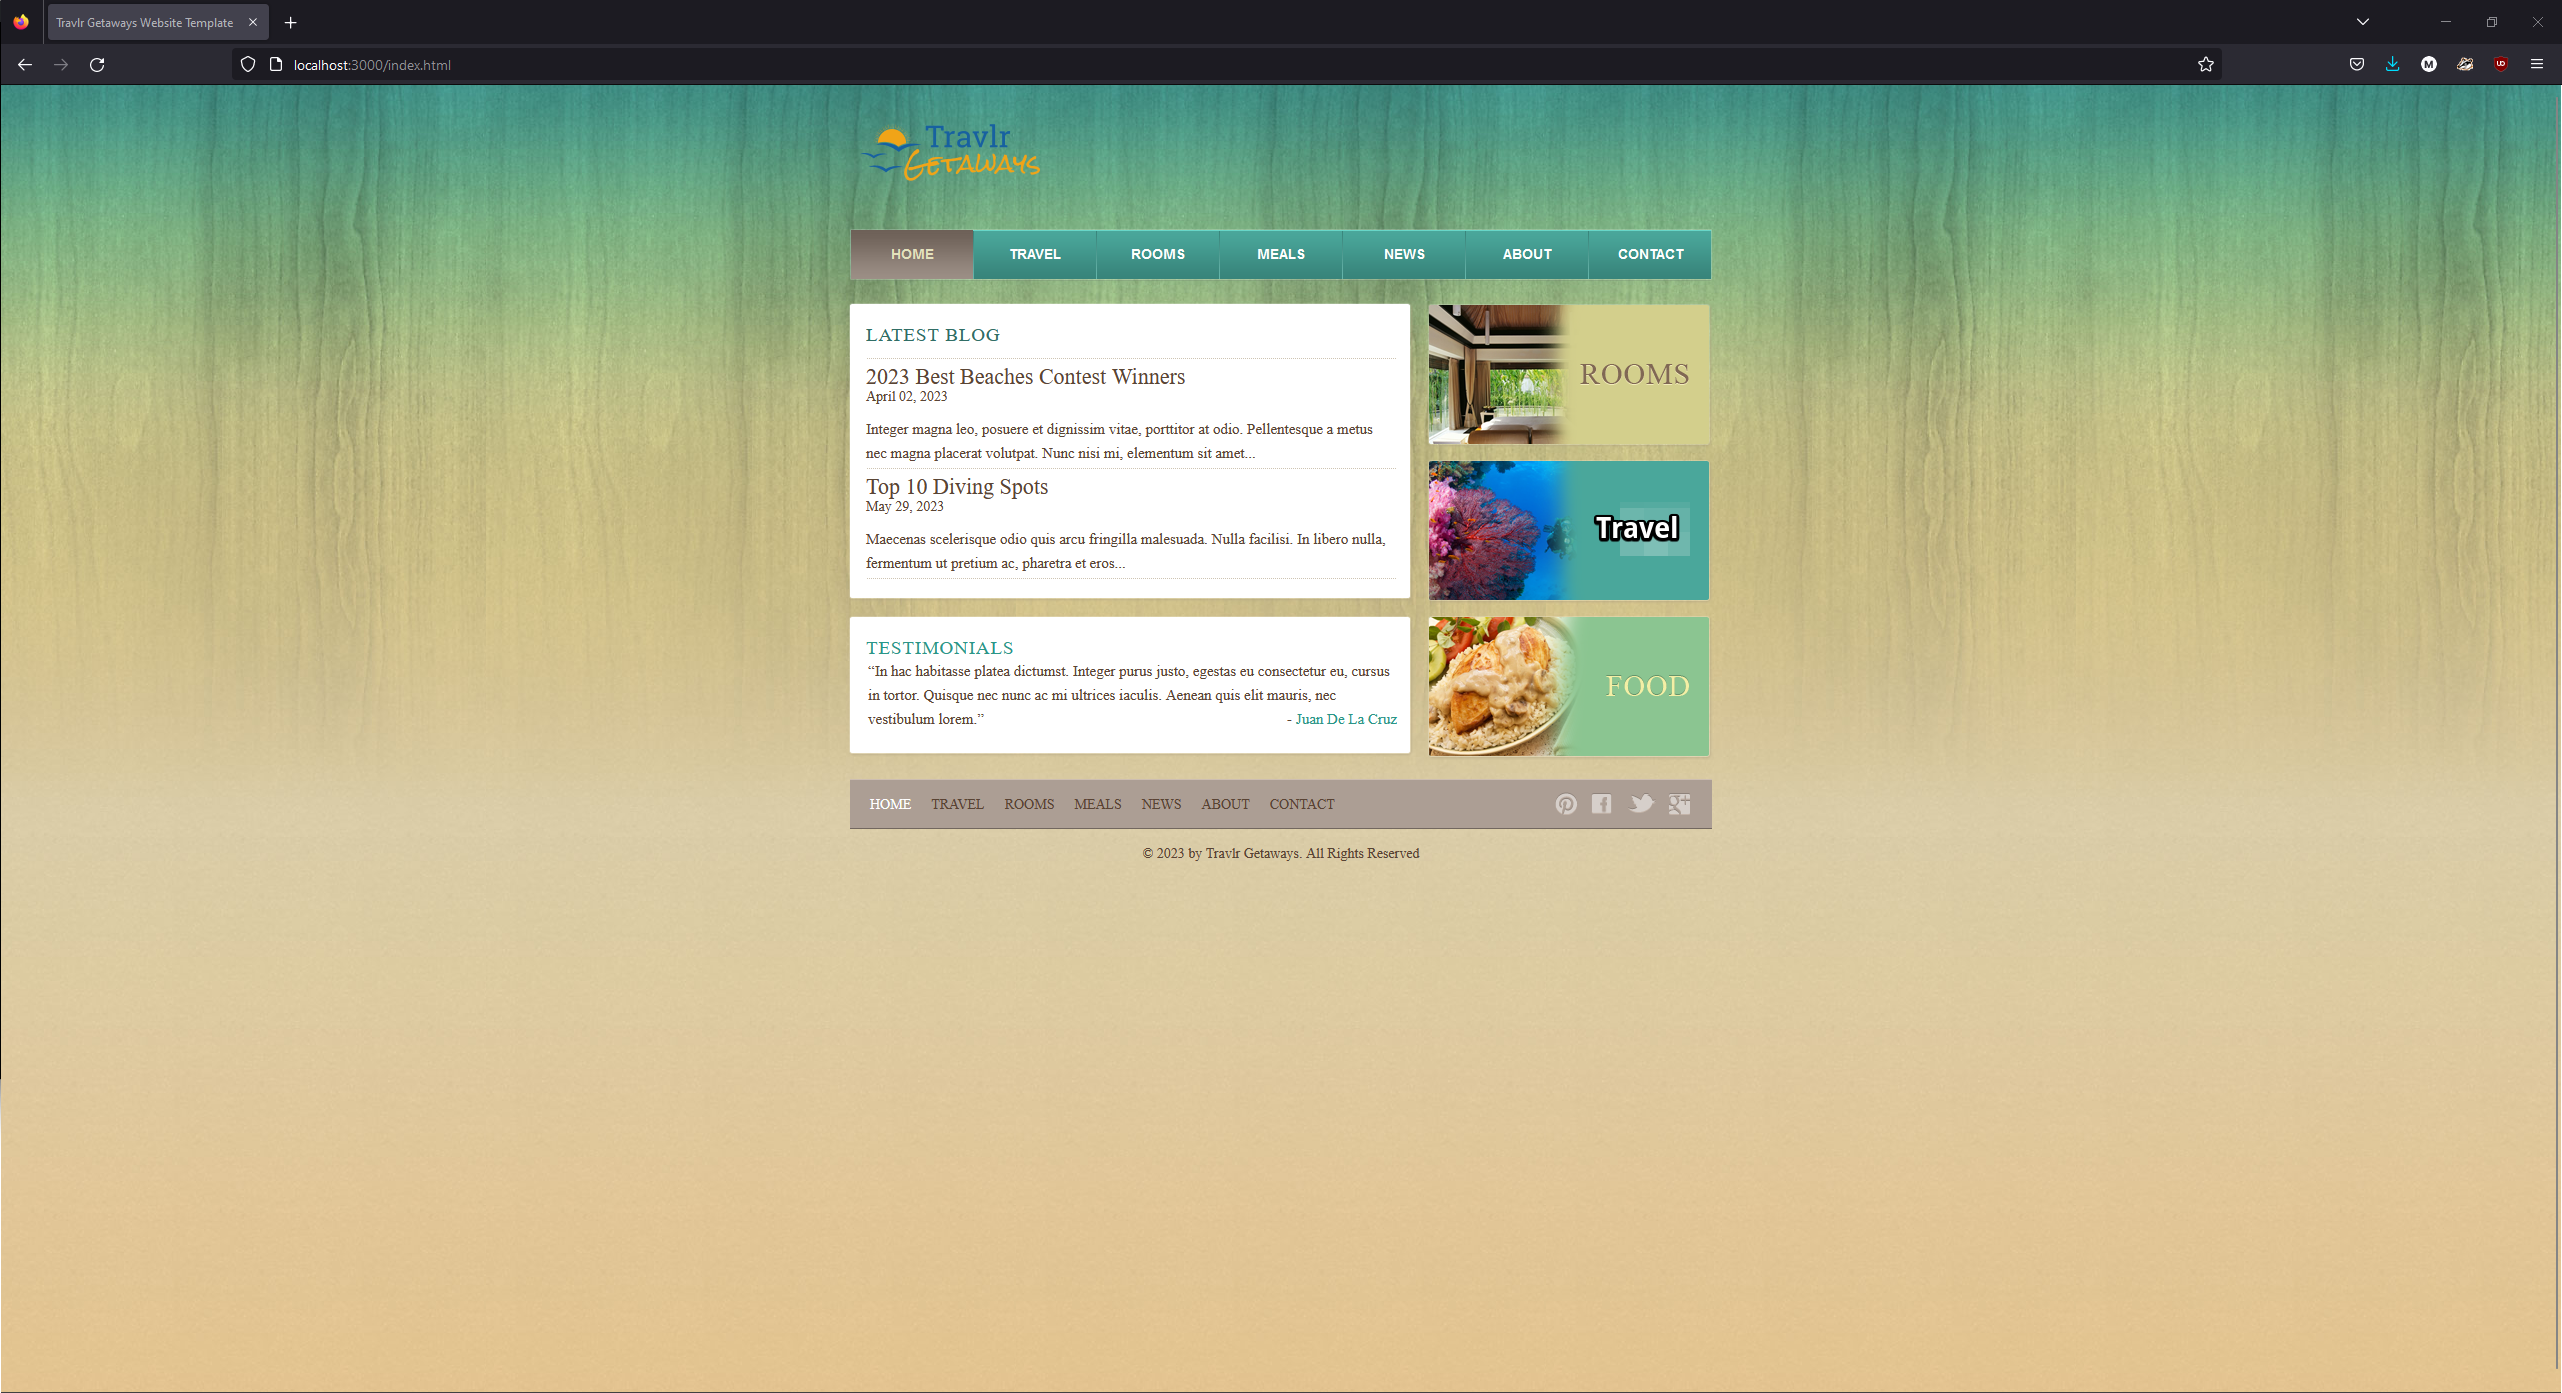 Travlr Getaways Website Template
localhost:3000/index.html
M
Travlr
GETAWAYS
HOME TRAVEL ROOMS MEALS NEWS ABOUT CONTACT
LATEST BLOG
2023 Best Beaches Contest Winners
April 02, 2023
Integer magna leo, posuere et dignissim vitae, porttitor at odio. Pellentesque a metus
nec magna placerat volutpat. Nunc nisi mi, elementum sit amet...
Top 10 Diving Spots
May 29, 2023
Maecenas scelerisque odio quis arcu fringilla malesuada. Nulla facilisi. In libero nulla,
fermentum ut pretium ac, pharetra et eros...
TESTIMONIALS
“In hac habitasse platea dictumst. Integer purus justo, egestas eu consectetur eu, cursus
in tortor. Quisque nec nunc ac mi ultrices iaculis. Aenean quis elit mauris, nec
vestibulum lorem.” - Juan De La Cruz
ROOMS
Travel
FOOD
HOME TRAVEL ROOMS MEALS NEWS ABOUT CONTACT
© 2023 by Travlr Getaways. All Rights Reserved